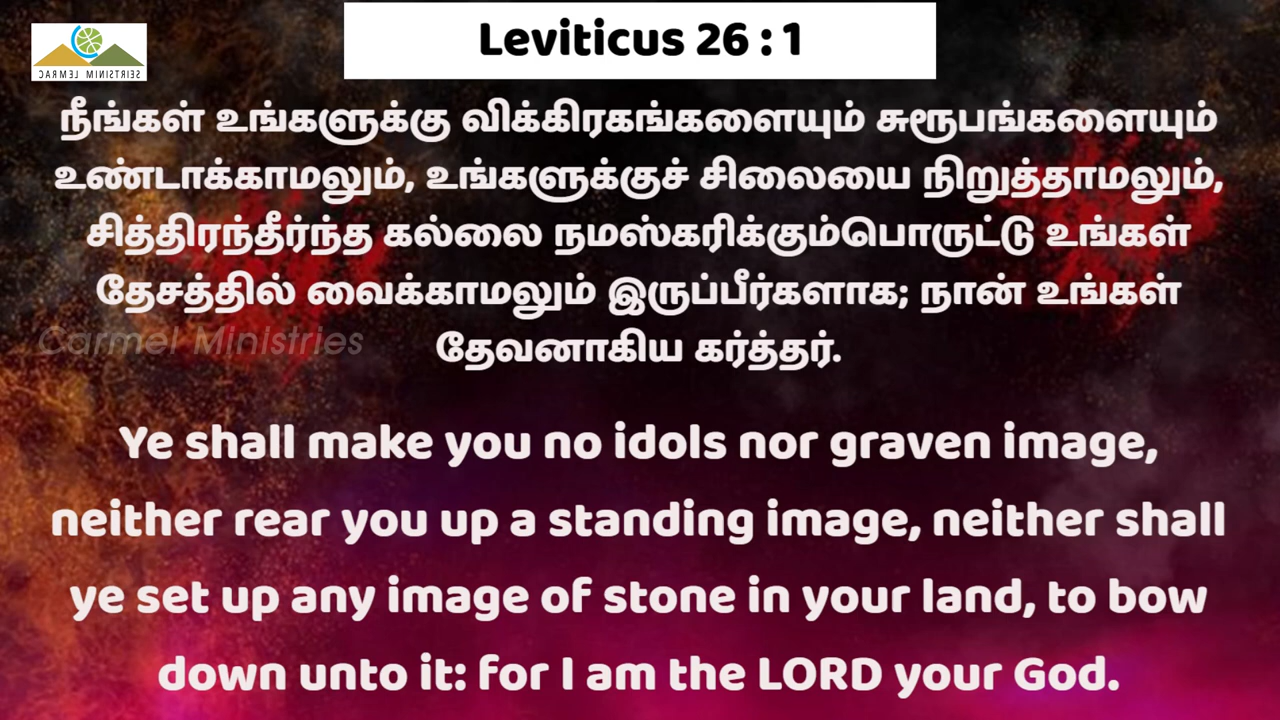 Leviticus 26 : 1
CARMEL MINISTRIES
நீங்கள் உங்களுக்கு விக்கிரகங்களையும் சுரூபங்களையும்
உண்டாக்காமலும், உங்களுக்குச் சிலையை நிறுத்தாமலும்,
சித்திரந்தீர்ந்த கல்லை நமஸ்கரிக்கும்பொருட்டு உங்கள்
தேசத்தில் வைக்காமலும் இருப்பீர்களாக; நான் உங்கள்
Carmel Ministries
தேவனாகிய கர்த்தர்.
Ye shall make you no idols nor graven image,
neither rear you up a standing image, neither shall
ye set up any image of stone in your land, to bow
down unto it: for I am the LORD your God.